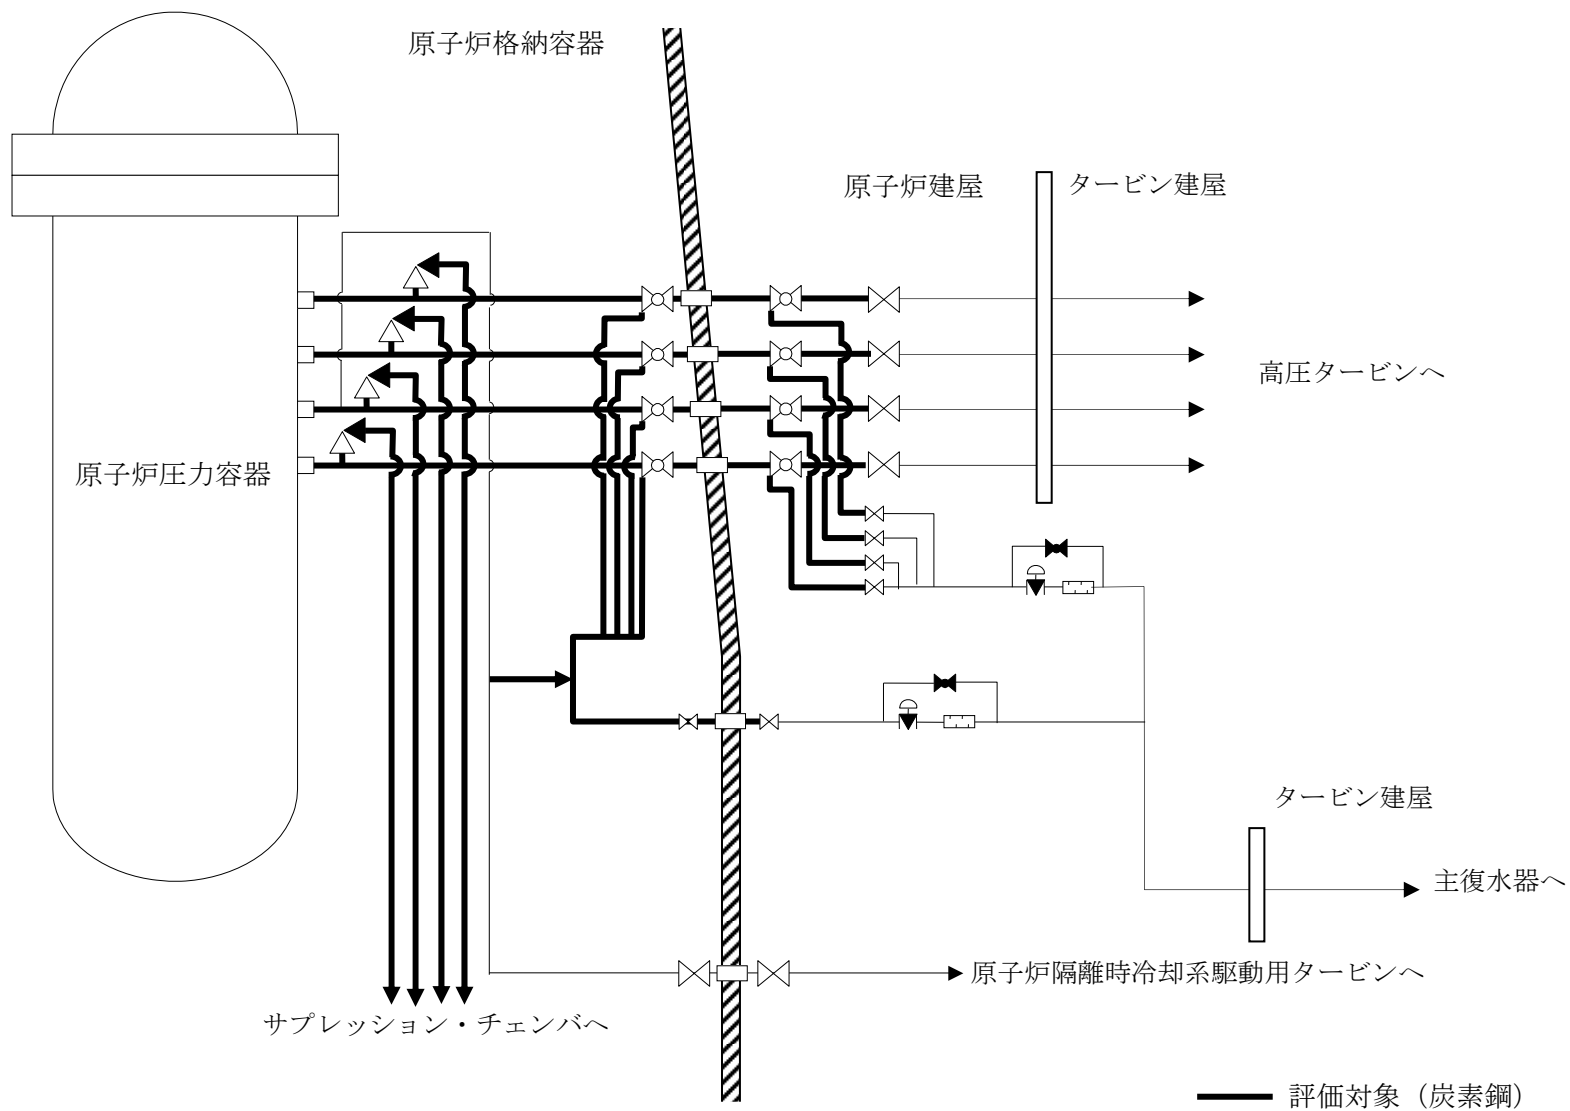 原子炉格納容器
原子炉建屋
タービン建屋
高圧タービンへ
原子炉圧力容器
タービン建屋
主復水器へ
原子炉隔離時冷却系駆動用タービンへ
サプレッション・チェンバへ
評価対象（炭素鋼）